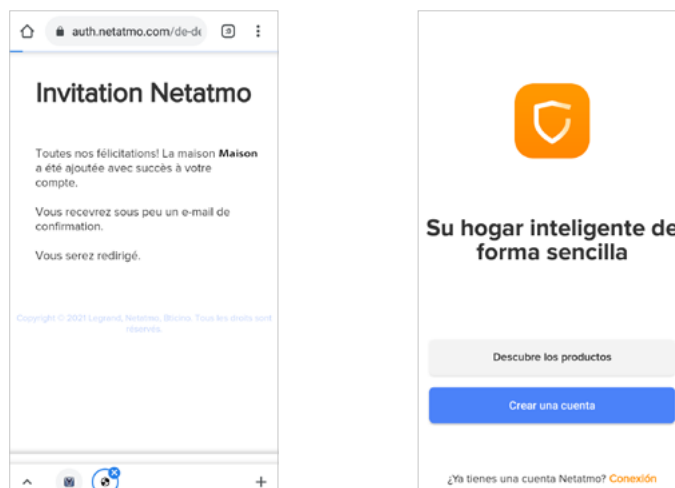 auth.netatmo.com/de-de
Invitation Netatmo
Toutes nos félicitations! La maison Maison
a été ajoutée avec succès à votre
compte.
Vous recevrez sous peu un e-mail de
confirmation.
Vous serez redirigé.
Copyright © 2021 Legrand, Netatmo, Bticino. Tous les droits sont
réservés.
Su hogar inteligente de
forma sencilla
Descubre los productos
Crear una cuenta
¿Ya tienes una cuenta Netatmo? Conexión